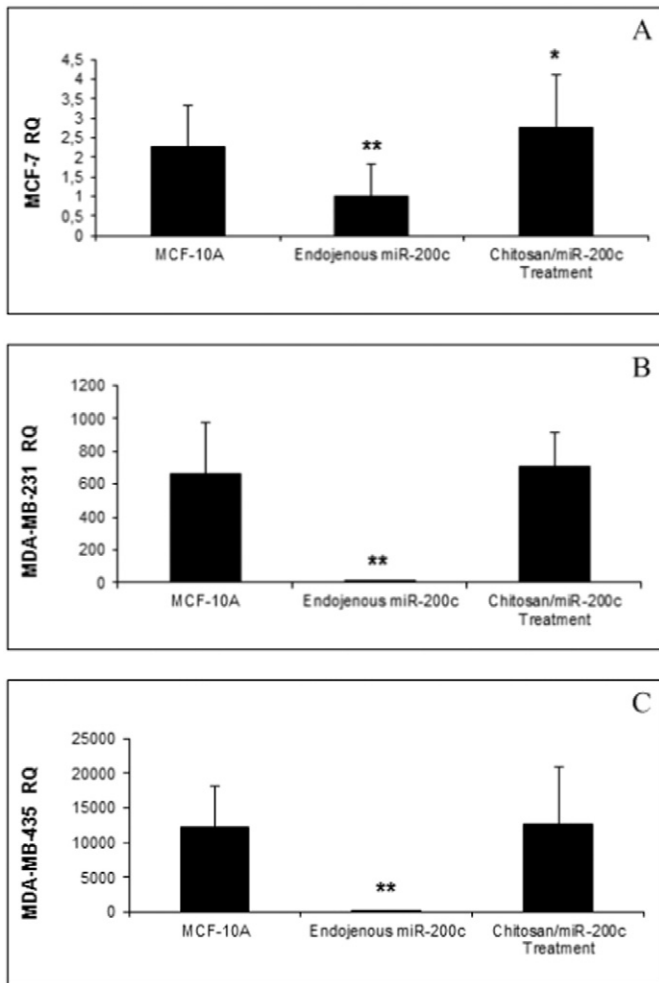 A
MCF-7 RQ
4,5
4
3,5
3
2,5
2
1,5
1
0,5
0
**
*
MCF-10A
Endojenous miR-200c
Chitosan/miR-200c
Treatment
B
MDA-MB-231 RQ
1200
1000
800
600
400
200
0
**
MCF-10A
Endojenous miR-200c
Chitosan/miR-200c
Treatment
C
MDA-MB-435 RQ
25000
20000
15000
10000
5000
0
**
MCF-10A
Endojenous miR-200c
Chitosan/miR-200c
Treatment